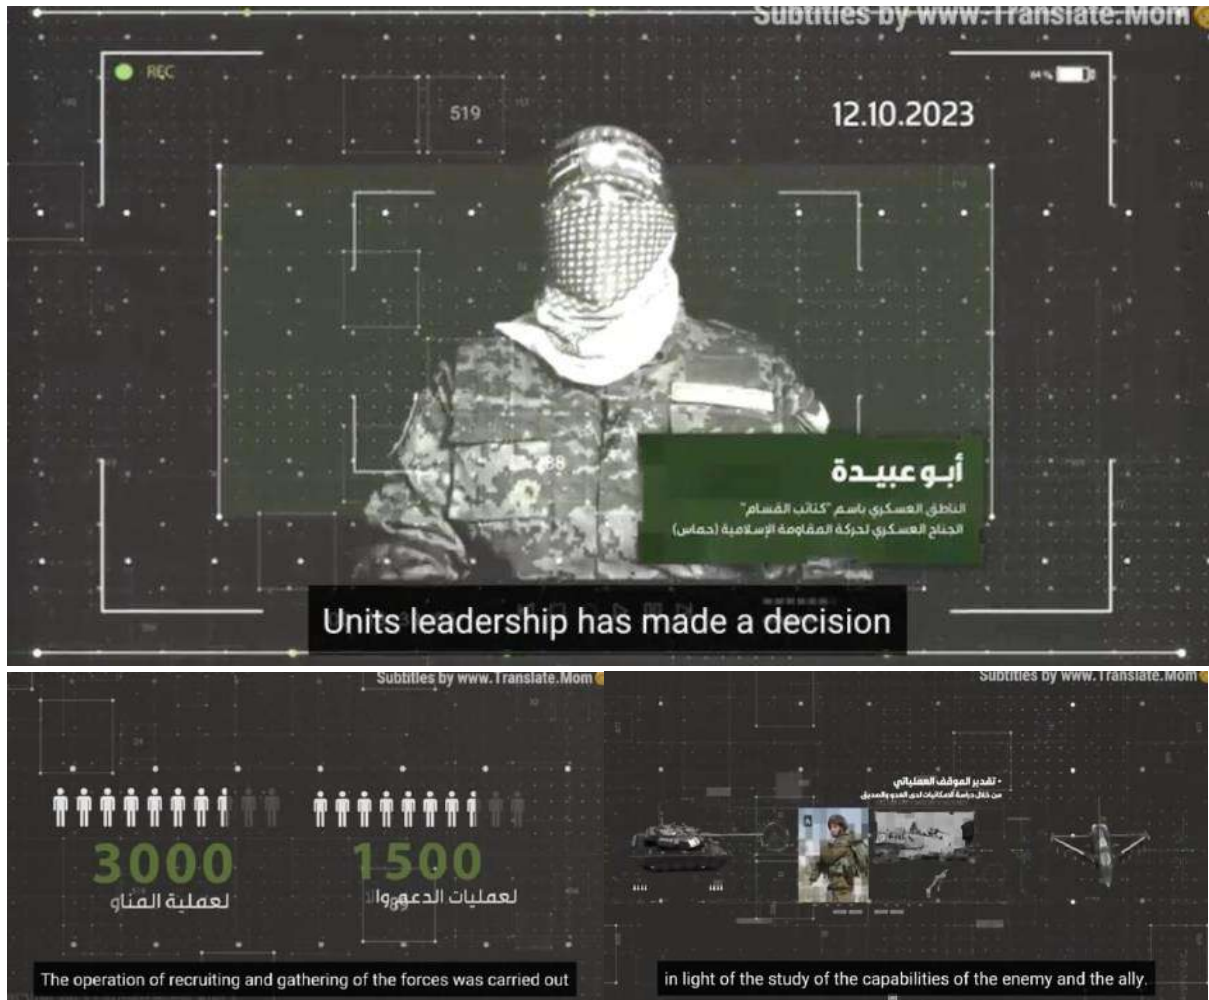 Subtitles by www.Translate.Mom
REC
84%
519
12.10.2023
أبو عبيدة
الناطق العسكري باسم "كتائب القسام"
الجناح العسكري لحركة المقاومة الإسلامية (حماس)
Units leadership has made a decision
Subtitles by www.Translate.Mom
3000
لعملية المناو
1500
لعمليات الدعم وا
The operation of recruiting and gathering of the forces was carried out
Subtitles by www.Translate.Mom
- تقدير الموقف العملياتي
من خلال دراسة الامكانيات لدى العدو والصديق
in light of the study of the capabilities of the enemy and the ally.